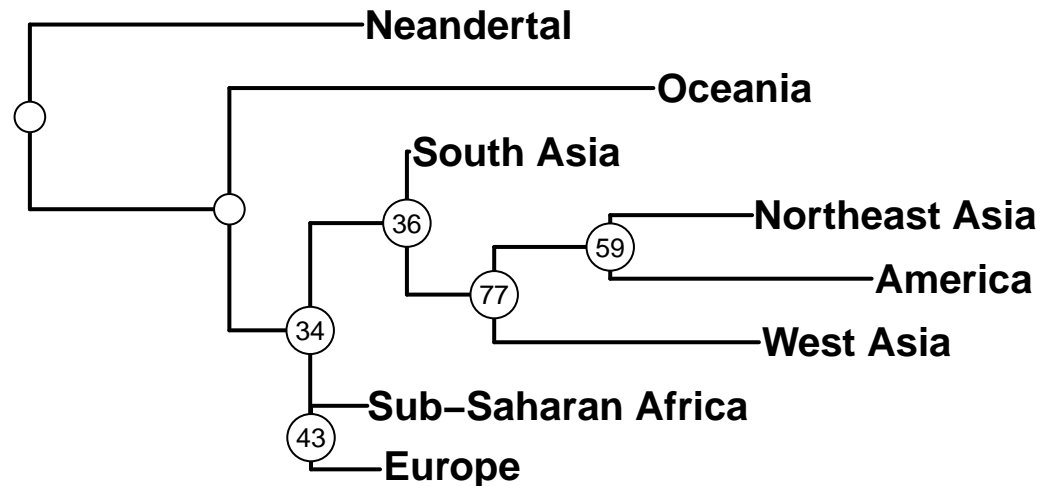 Neandertal
Oceania
South Asia
36
Northeast Asia
59
America
77
34
West Asia
Sub−Saharan Africa
43
Europe